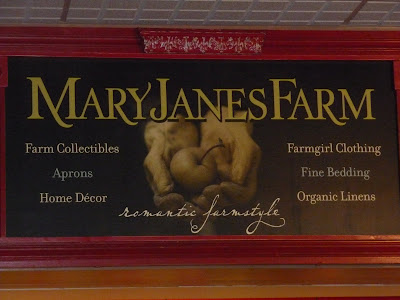 MARYJANESFARM
Farm Collectibles
Aprons
Home Décor
Farmgirl Clothing
Fine Bedding
Organic Linens
romantic farmstyle